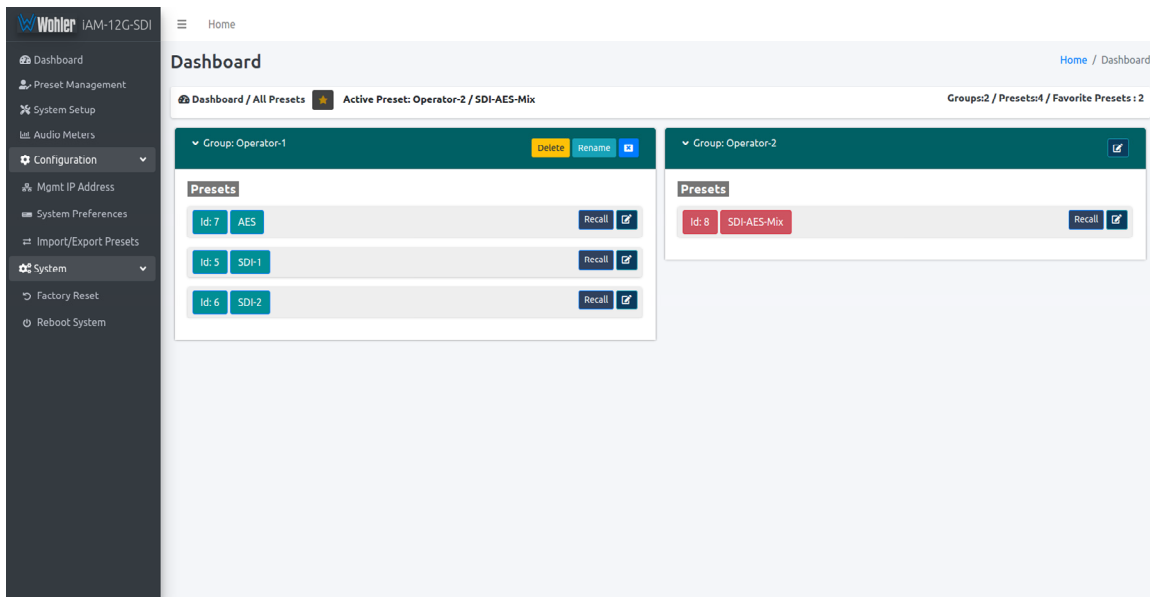 Wohler IAM-12G-SDI
Home
Dashboard
Preset Management
System Setup
Audio Meters
Configuration
Mgmt IP Address
System Preferences
Import/Export Presets
System
Factory Reset
Reboot System
Dashboard
Home / Dashboard
Dashboard / All Presets
Active Preset: Operator-2 / SDI-AES-Mix
Groups:2 / Presets:4 / Favorite Presets : 2
Group: Operator-1
Delete Rename
Presets
Id: 7 AES Recall
Id: 5 SDI-1 Recall
Id: 6 SDI-2 Recall
Group: Operator-2
Presets
Id: 8 SDI-AES-Mix Recall